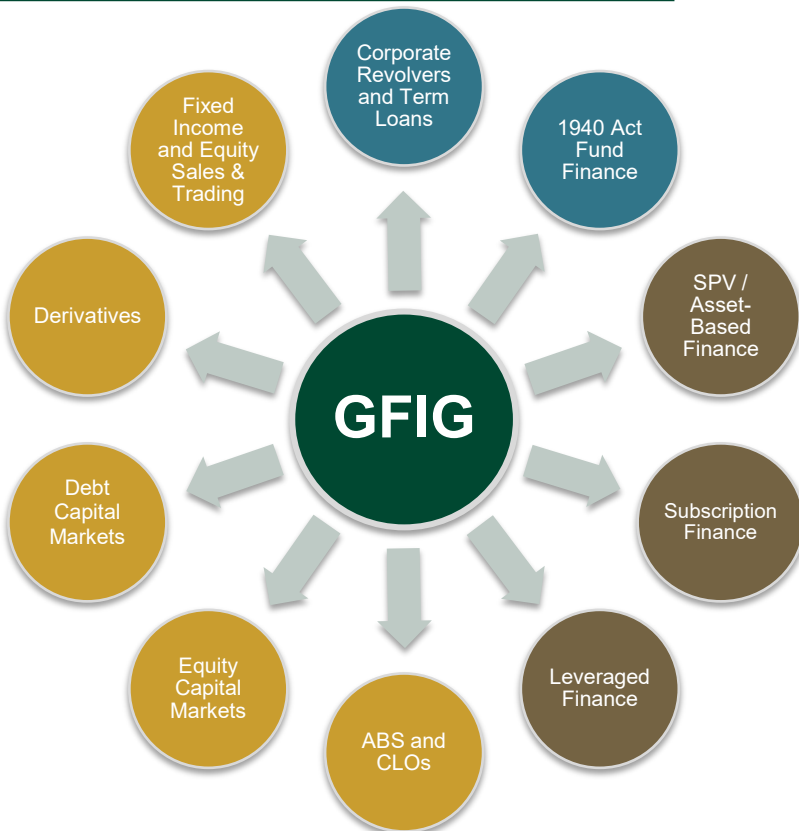 Corporate
Revolvers
and Term
Loans
1940 Act
Fund
Finance
SPV /
Asset-
Based
Finance
Subscription
Finance
Leveraged
Finance
ABS and
CLOs
Equity
Capital
Markets
Debt
Capital
Markets
Derivatives
Fixed
Income
and Equity
Sales &
Trading
GFIG